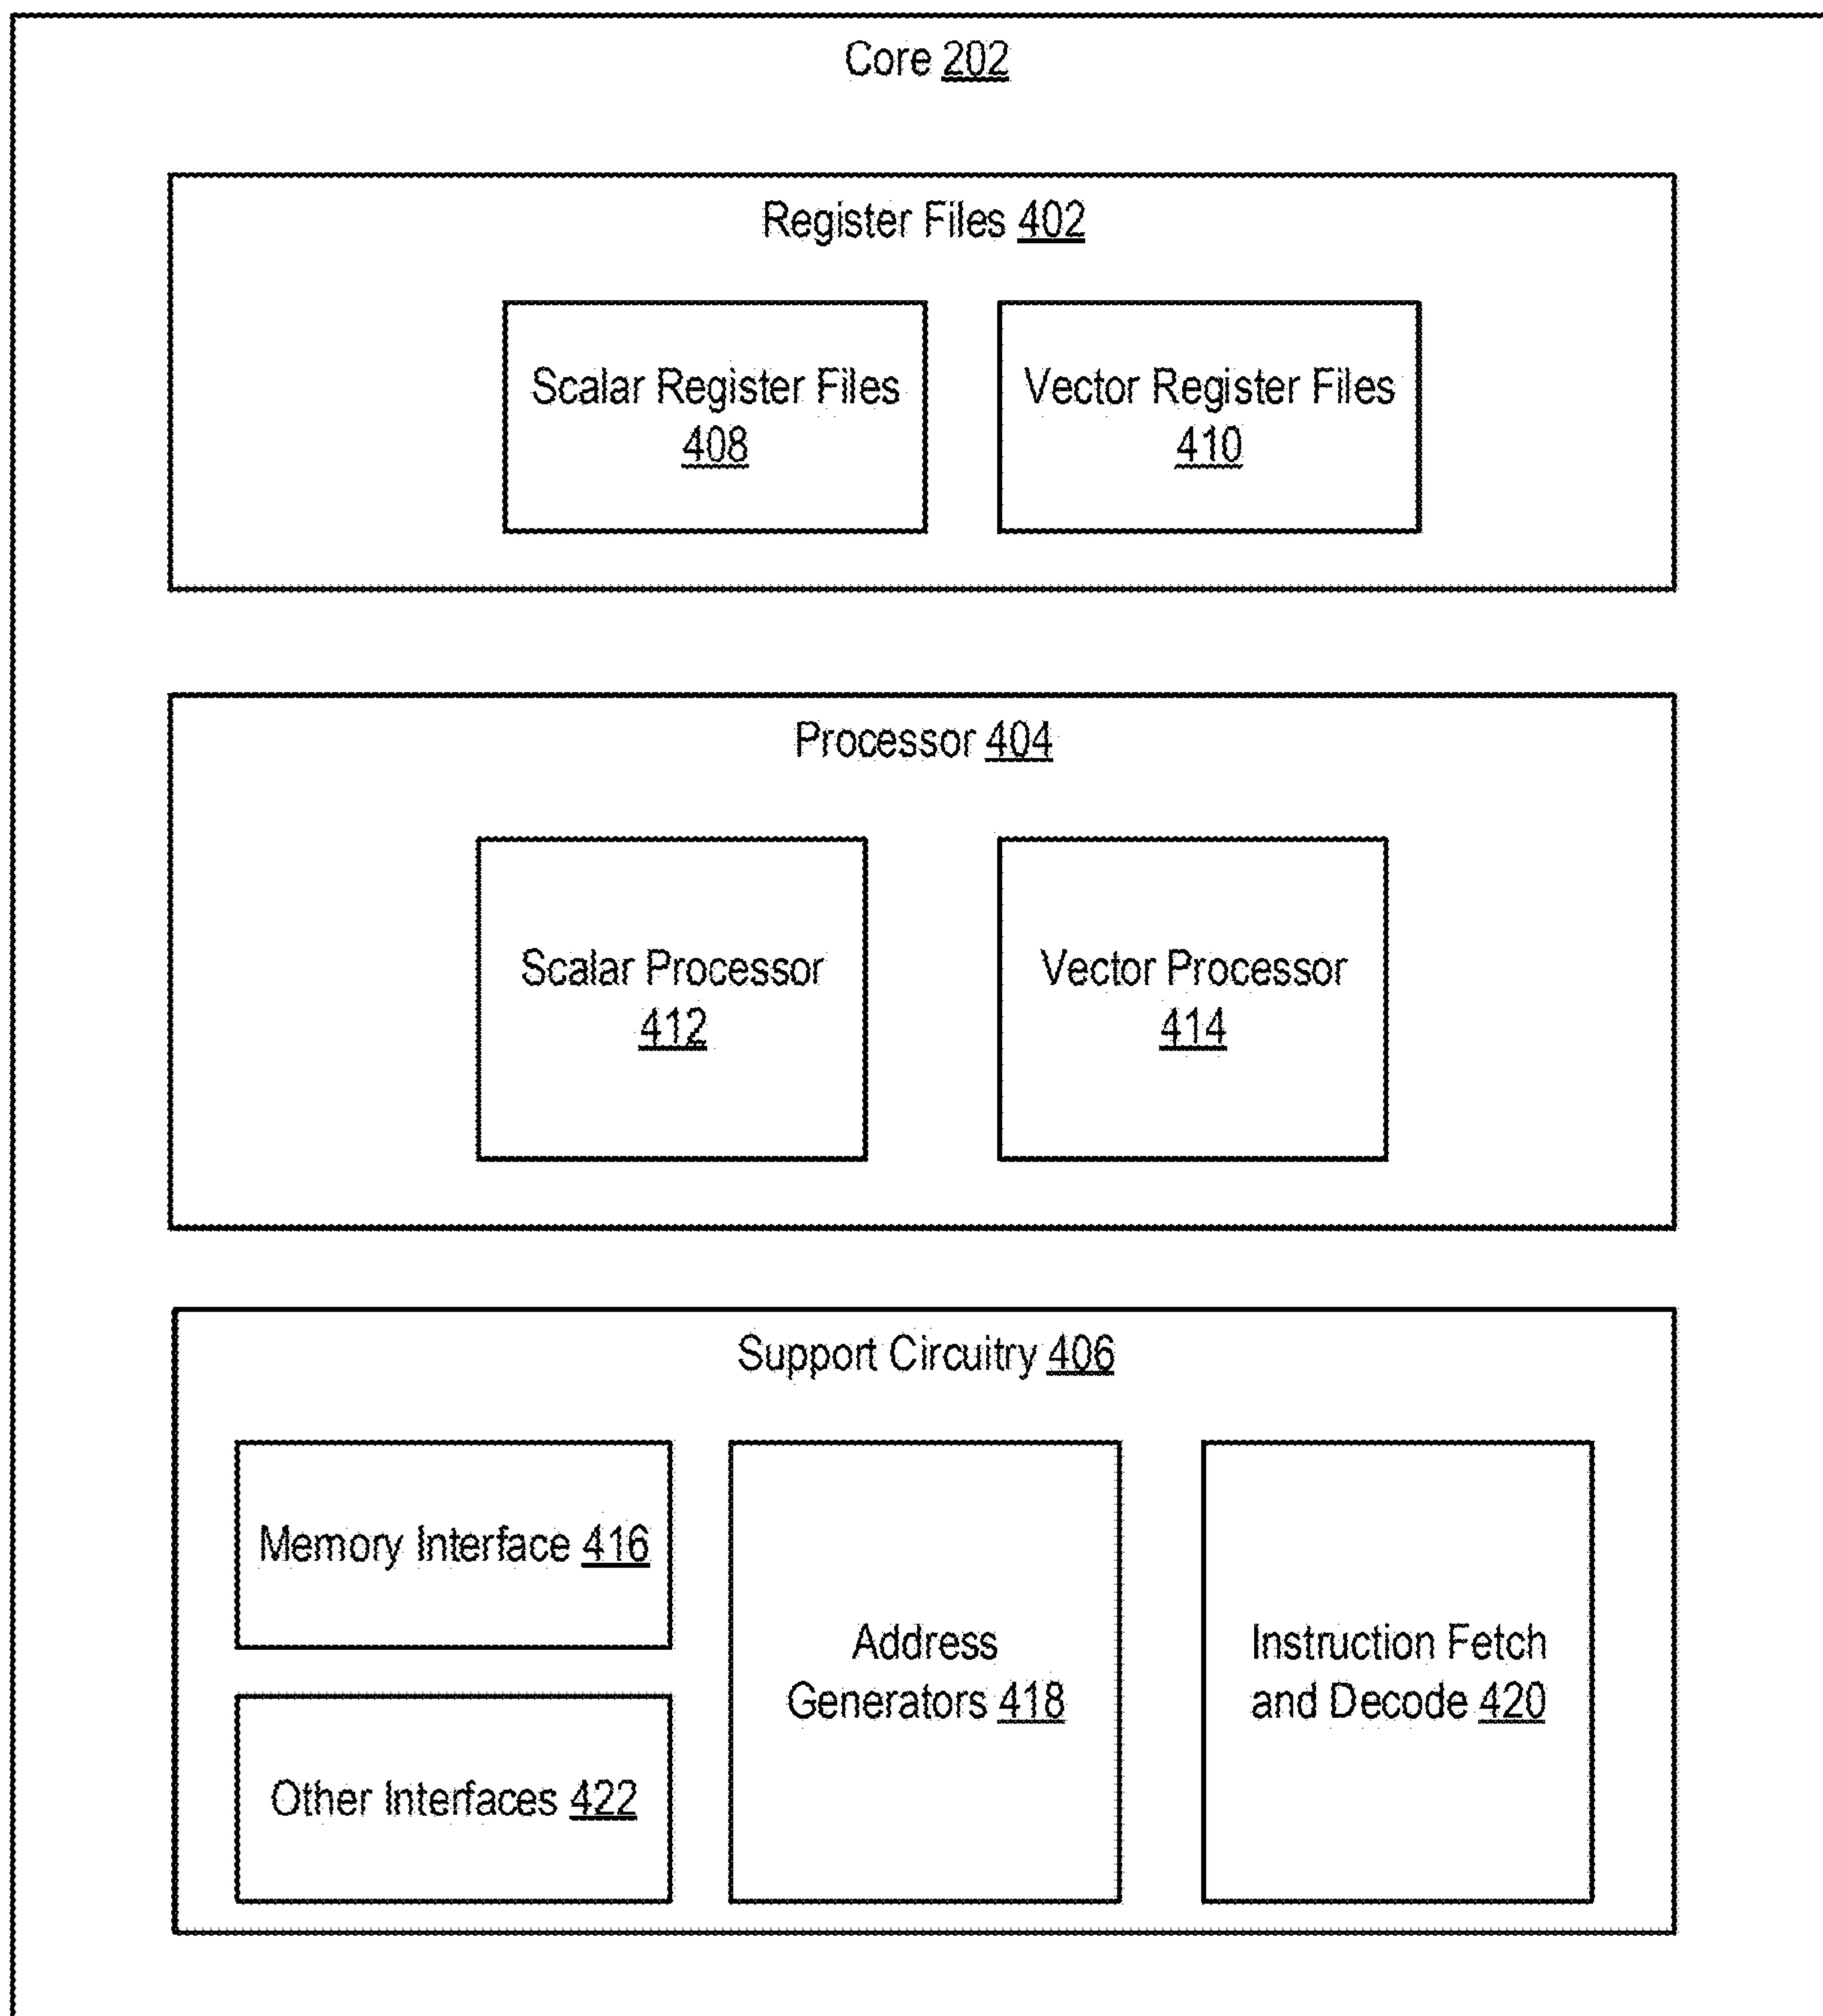 Core 202
Register Files 402
Scalar Register Files
408
Vector Register Files
410
Processor 404
Scalar Processor
412
Vector Processor
414
Support Circuitry 406
Memory Interface 416
Other Interfaces 422
Address
Generators 418
Instruction Fetch
and Decode 420